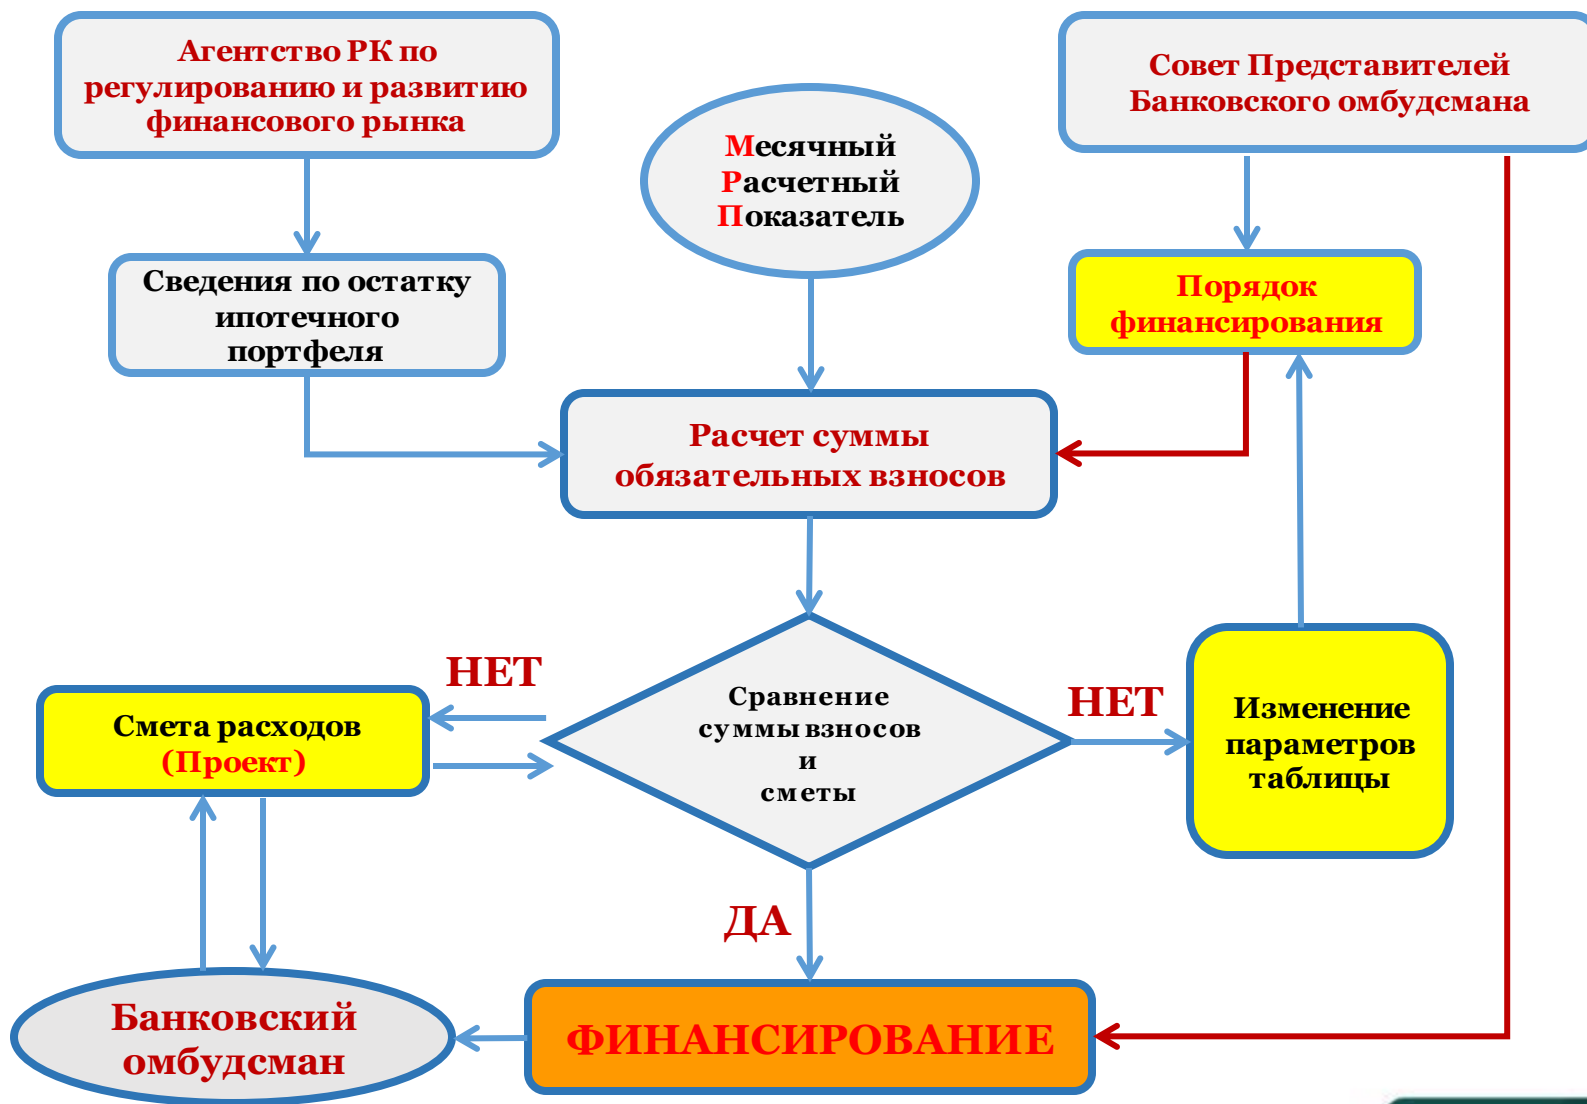 Агентство РК по
регулированию и развитию
финансового рынка
Совет Представителей
Банковского омбудсмана
Месячный
Расчетный
Показатель
Сведения по остатку
ипотечного
портфеля
Порядок
финансирования
Расчет суммы
обязательных взносов
НЕТ
НЕТ
Сравнение
суммы взносов
и
сметы
Смета расходов
(Проект)
Изменение
параметров
таблицы
ДА
Банковский
омбудсман
ФИНАНСИРОВАНИЕ